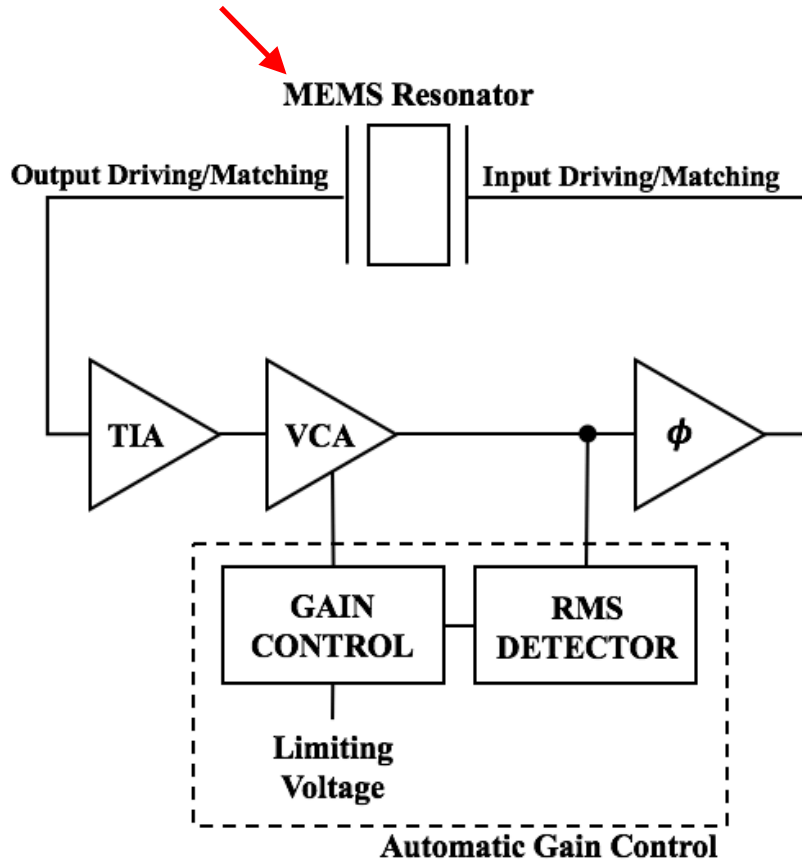 MEMS Resonator
Output Driving/Matching
Input Driving/Matching
TIA
VCA
ϕ
GAIN
CONTROL
RMS
DETECTOR
Limiting
Voltage
Automatic Gain Control